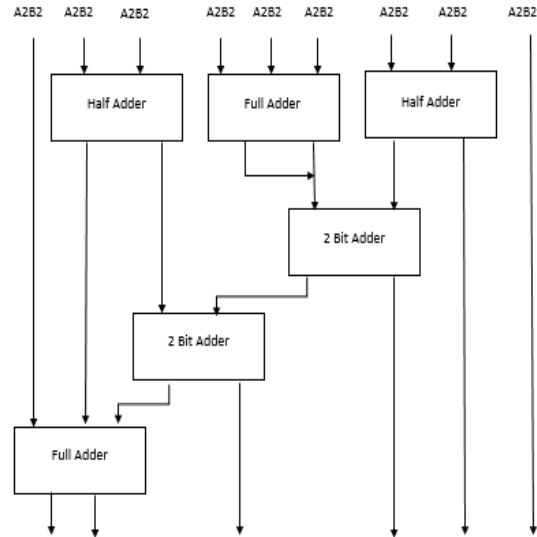 A2B2 A2B2 A2B2 A2B2 A2B2 A2B2 A2B2 A2B2 A2B2
Half Adder Full Adder Half Adder
2 Bit Adder
2 Bit Adder
Full Adder